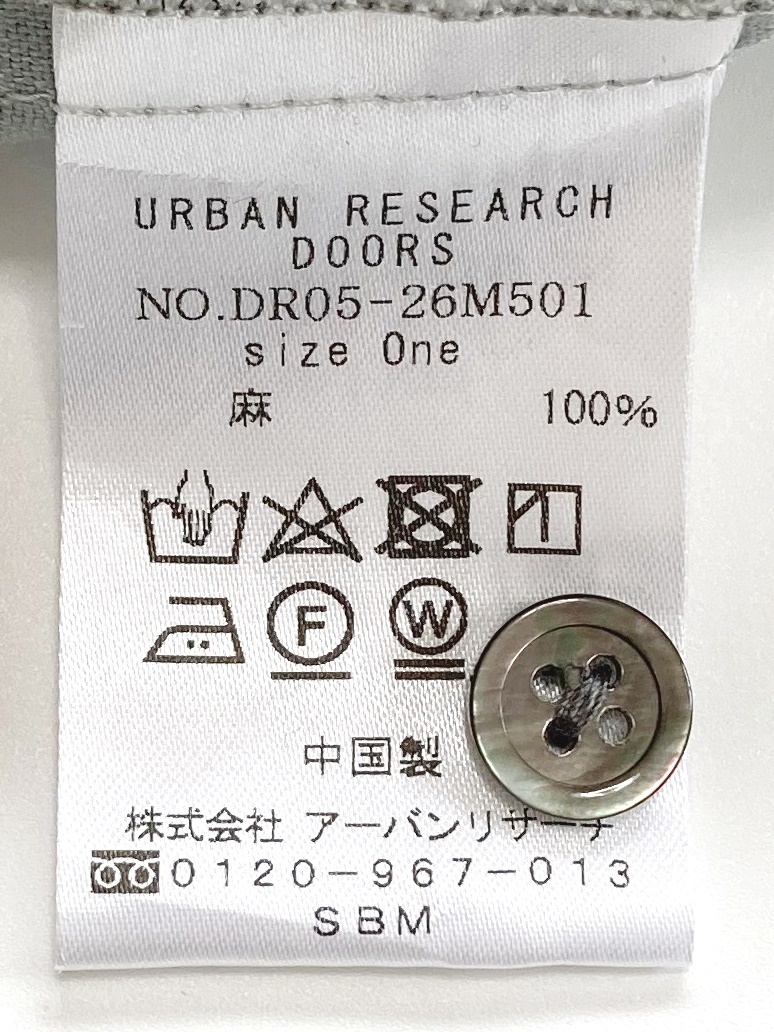 URBAN RESEARCH
DOORS
NO.DR05-26M501
size One
麻 100%
F W
中国製
株式会社 アーバンリサーチ
0120-967-013
SBM